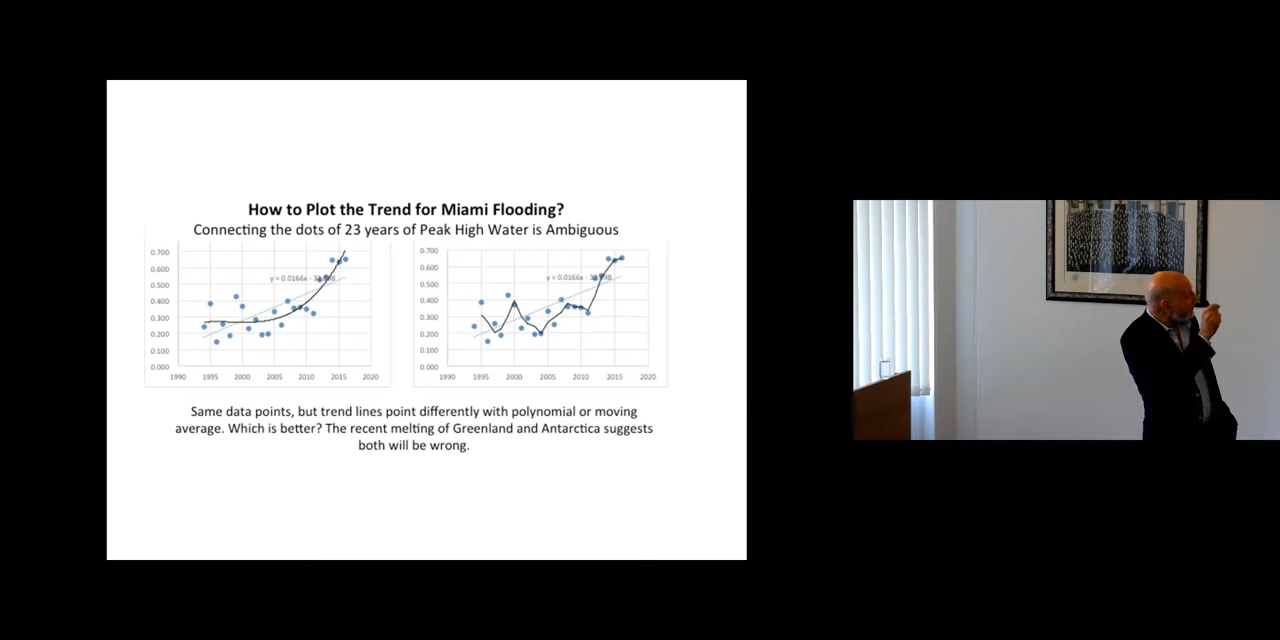 How to Plot the Trend for Miami Flooding?
Connecting the dots of 23 years of Peak High Water is Ambiguous
0.700
0.600
0.500
0.400
0.300
0.200
0.100
0.000
1990 1995 2000 2005 2010 2015 2020
y = 0.0166x -
0.700
0.600
0.500
0.400
0.300
0.200
0.100
0.000
1990 1995 2000 2005 2010 2015 2020
y = 0.0166x -
Same data points, but trend lines point differently with polynomial or moving
average. Which is better? The recent melting of Greenland and Antarctica suggests
both will be wrong.